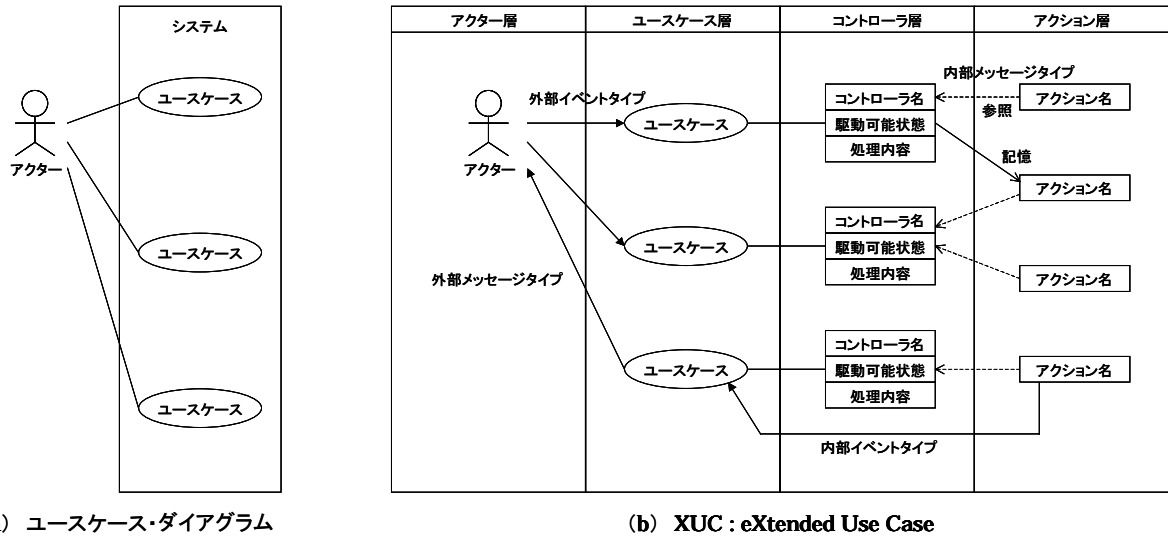 システム
ユースケース
アクター
ユースケース
ユースケース
) ユースケース・ダイアグラム
アクター層
ユースケース層
コントローラ層
アクション層
外部イベントタイプ
アクター
外部メッセージタイプ
ユースケース
ユースケース
ユースケース
コントローラ名
駆動可能状態
処理内容
コントローラ名
駆動可能状態
処理内容
コントローラ名
駆動可能状態
処理内容
内部メッセージタイプ
参照
アクション名
記憶
アクション名
アクション名
アクション名
内部イベントタイプ
(b) XUC : eXtended Use Case